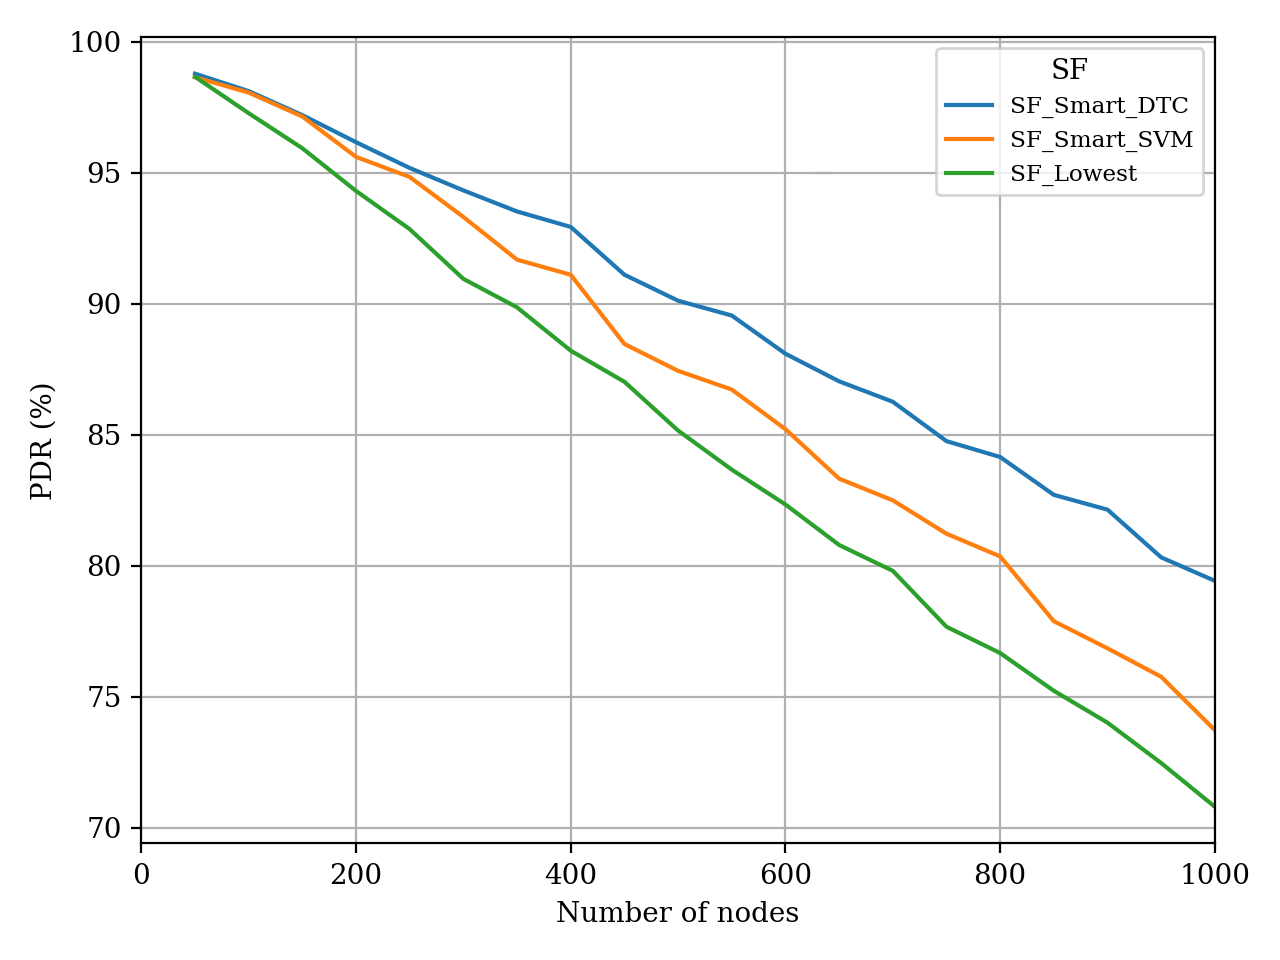 100
95
90
85
80
75
70
PDR (%)
SF
SF_Smart_DTC
SF_Smart_SVM
SF_Lowest
0 200 400 600 800 1000
Number of nodes